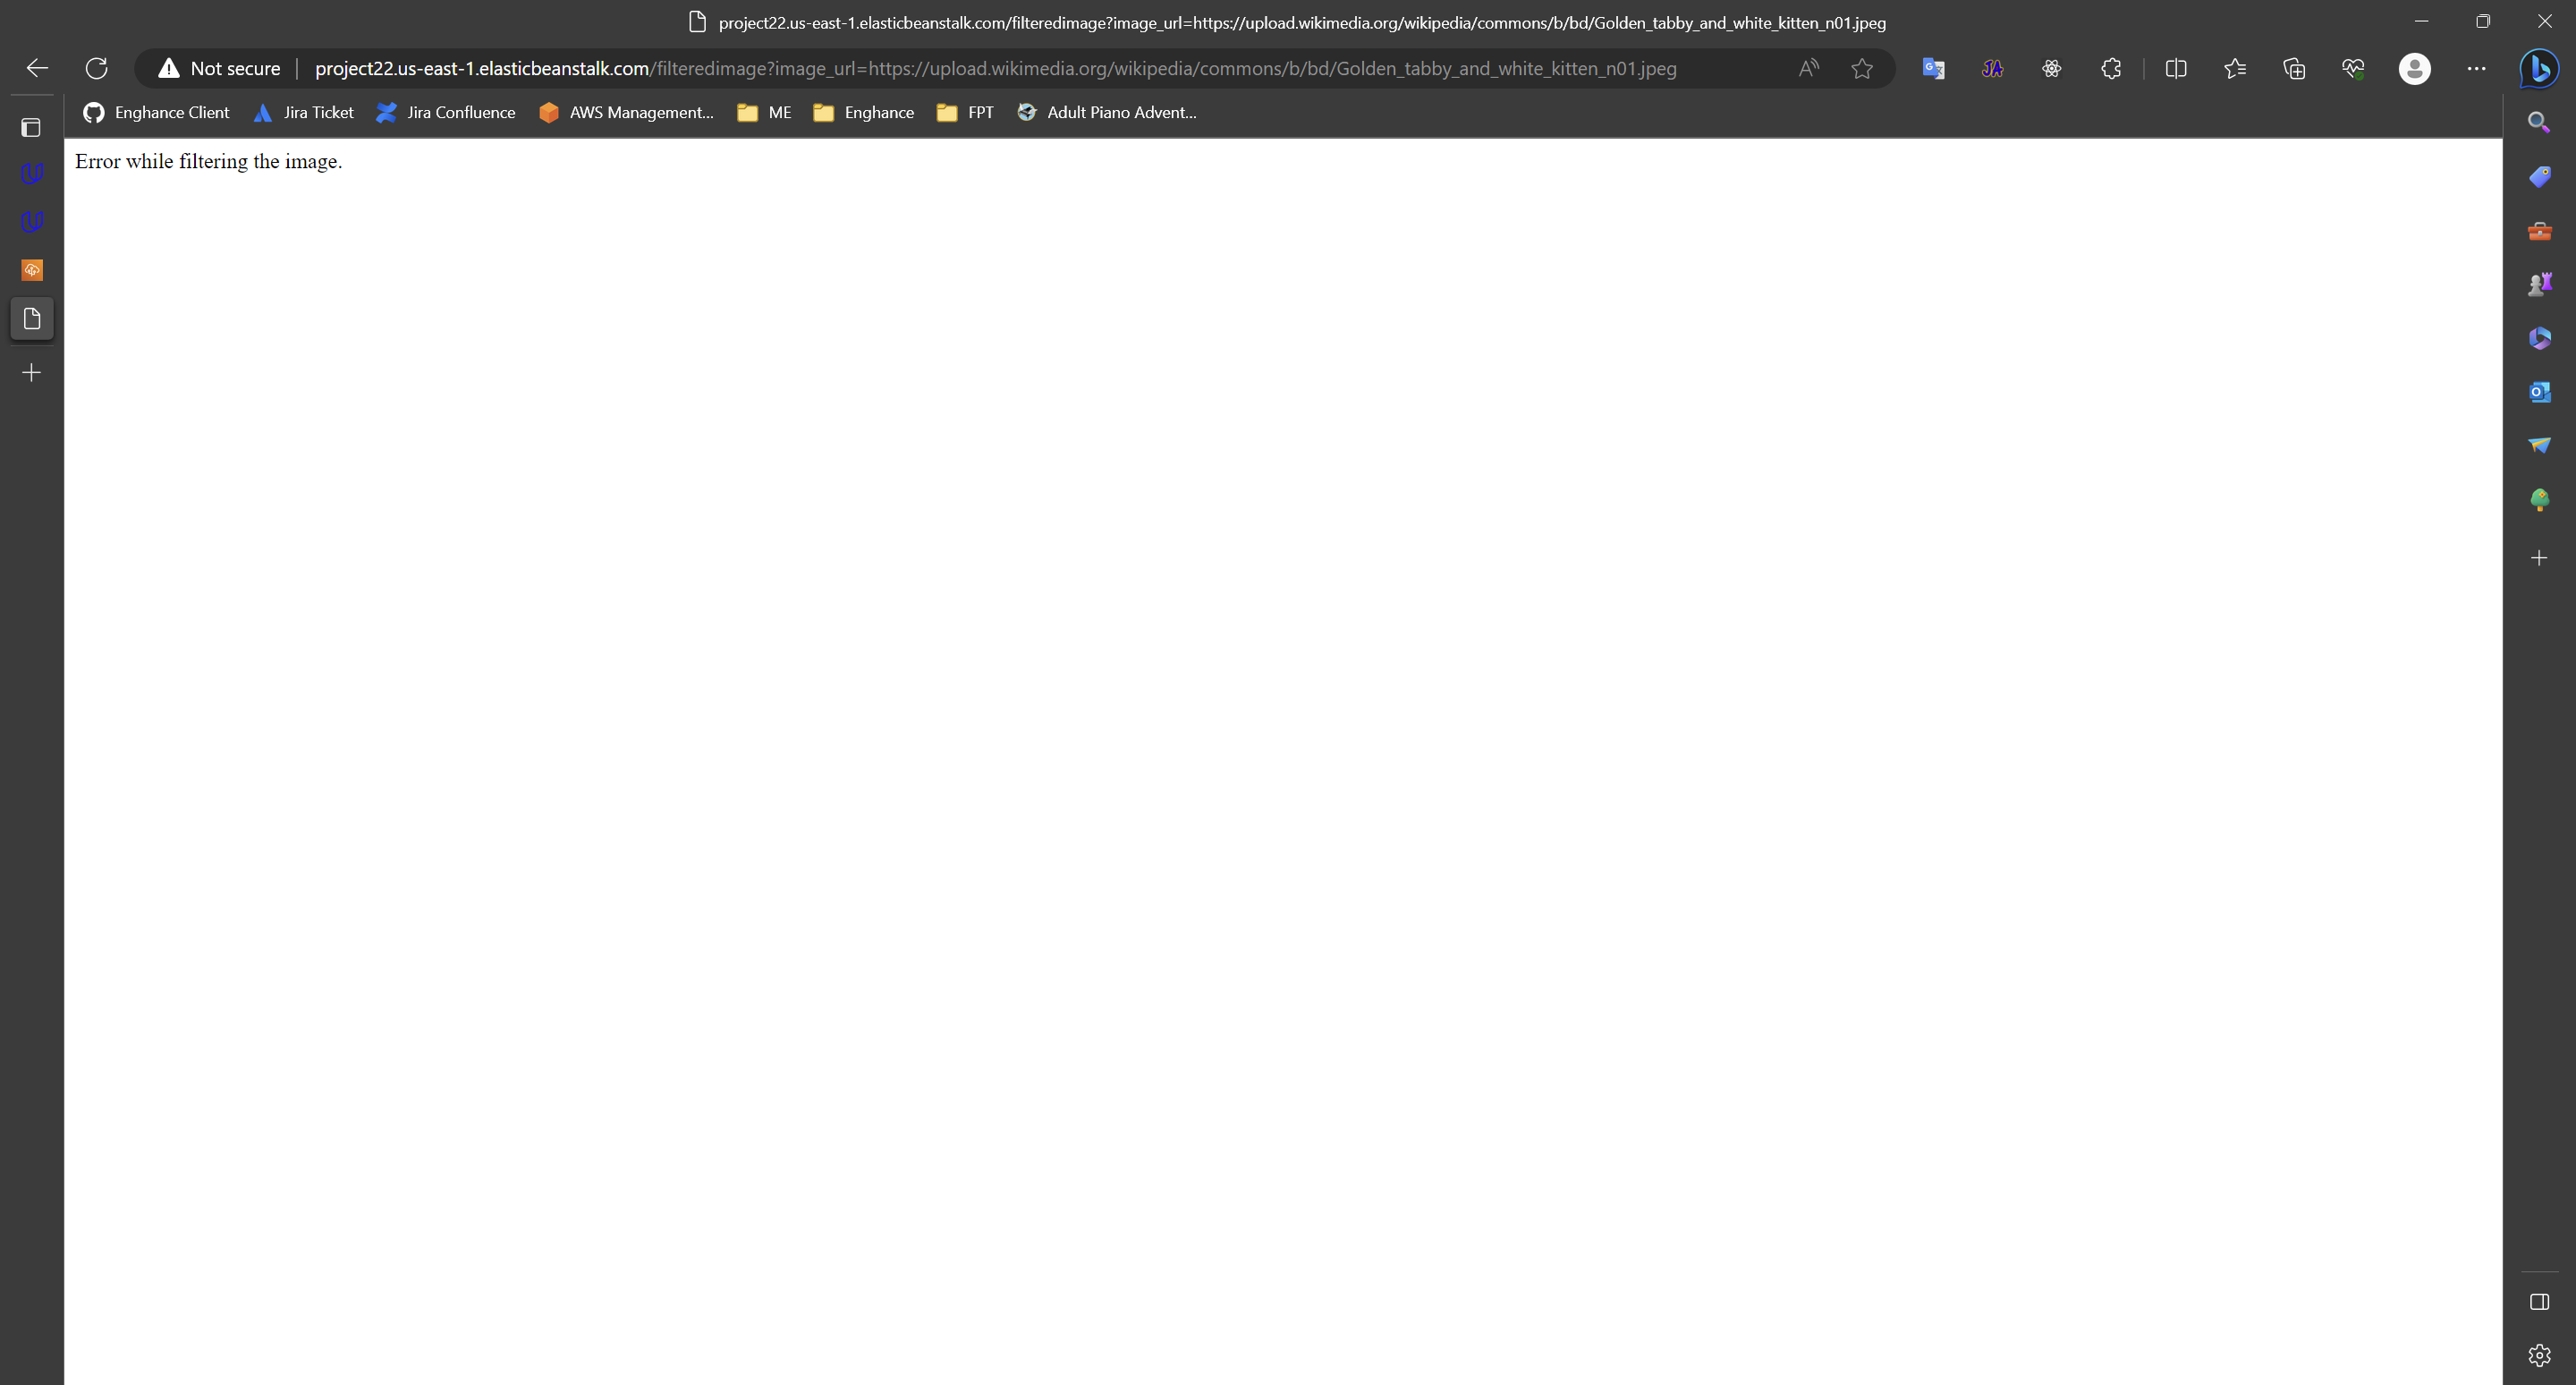 project22.us-east-1.elasticbeanstalk.com/filteredimage?image_url=https://upload.wikimedia.org/wikipedia/commons/b/bd/Golden_tabby_and_white_kitten_n01.jpeg
Not secure | project22.us-east-1.elasticbeanstalk.com/filteredimage?image_url=https://upload.wikimedia.org/wikipedia/commons/b/bd/Golden_tabby_and_white_kitten_n01.jpeg
Enghance Client Jira Ticket Jira Confluence AWS Management... ME Enghance FPT Adult Piano Advent...
Error while filtering the image.